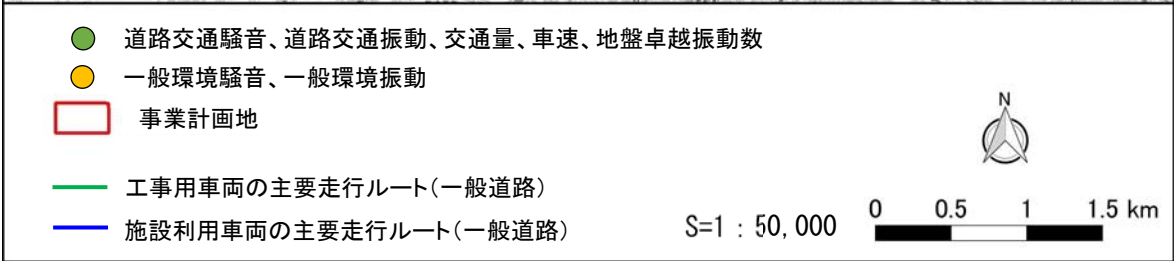 道路交通騒音、道路交通振動、交通量、車速、地盤卓越振動数
一般環境騒音、一般環境振動
事業計画地
工事用車両の主要走行ルート(一般道路)
施設利用車両の主要走行ルート(一般道路)
N
S=1 : 50,000
0 0.5 1 1.5 km